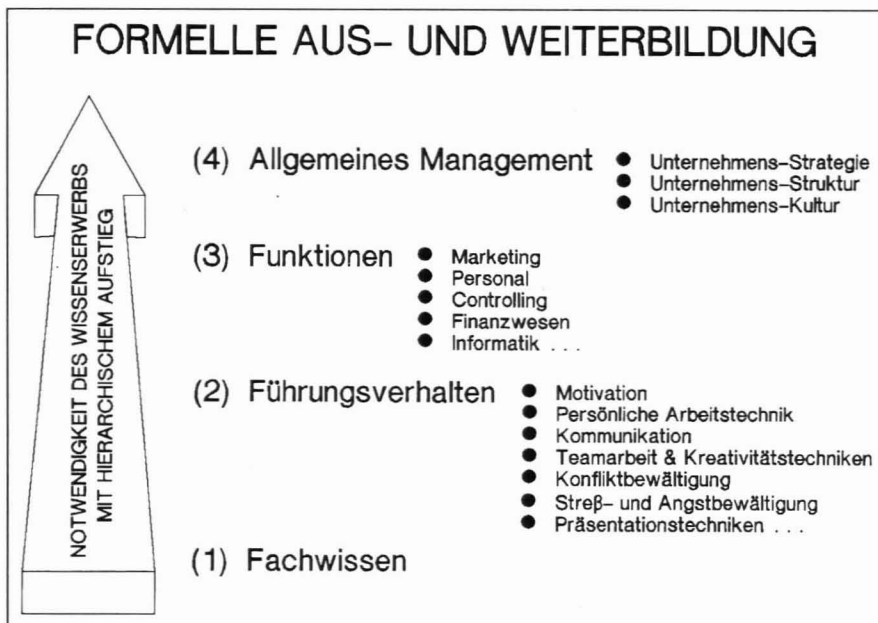 FORMELLE AUS- UND WEITERBILDUNG
NOTWENDIGKEIT DES WISSENSERWERBS
MIT HIERARCHISCHEM AUFSTIEG
(4) Allgemeines Management
● Unternehmens-Strategie
● Unternehmens-Struktur
● Unternehmens-Kultur
(3) Funktionen
● Marketing
● Personal
● Controlling
● Finanzwesen
● Informatik . . .
(2) Führungsverhalten
● Motivation
● Persönliche Arbeitstechnik
● Kommunikation
● Teamarbeit & Kreativitätstechniken
● Konfliktbewältigung
● Streß- und Angstbewältigung
● Präsentationstechniken . . .
(1) Fachwissen